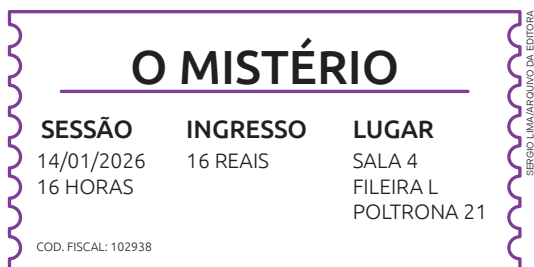 O MISTÉRIO
SESSÃO
14/01/2026
16 HORAS
INGRESSO
16 REAIS
LUGAR
SALA 4
FILEIRA L
POLTRONA 21
COD. FISCAL: 102938
SERGIO LIMA/ARQUIVO DA EDITORA